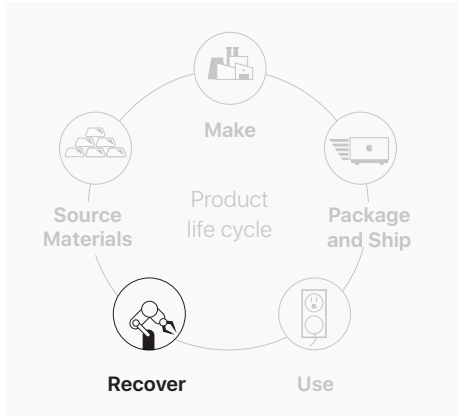 Make
Product
life cycle
Source
Materials
Package
and Ship
Recover
Use